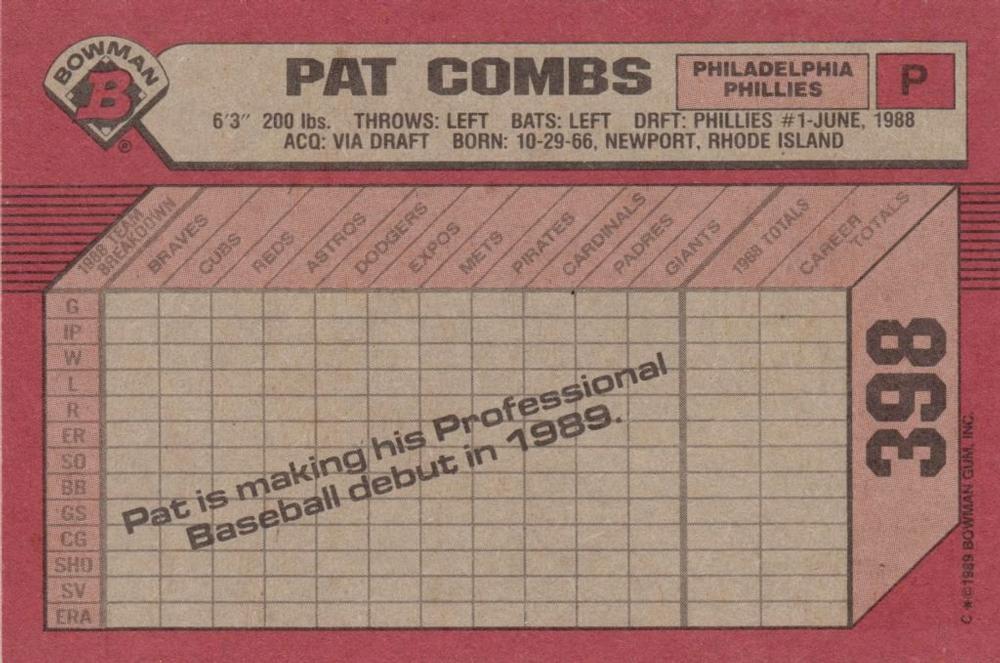 BOWMAN
B
®
PAT COMBS
PHILADELPHIA
PHILLIES
P
6'3" 200 lbs. THROWS: LEFT BATS: LEFT DRFT: PHILLIES #1-JUNE, 1988
ACQ: VIA DRAFT BORN: 10-29-66, NEWPORT, RHODE ISLAND
1988 TEAM
BREAKDOWN
BRAVES
CUBS
REDS
ASTROS
DODGERS
EXPOS
METS
PIRATES
CARDINALS
PADRES
GIANTS
1988 TOTALS
CAREER
TOTALS
G
IP
W
L
R
ER
SO
BB
GS
CG
SHO
SV
ERA
Pat is making his Professional
Baseball debut in 1989.
398
C *©1989 BOWMAN GUM, INC.